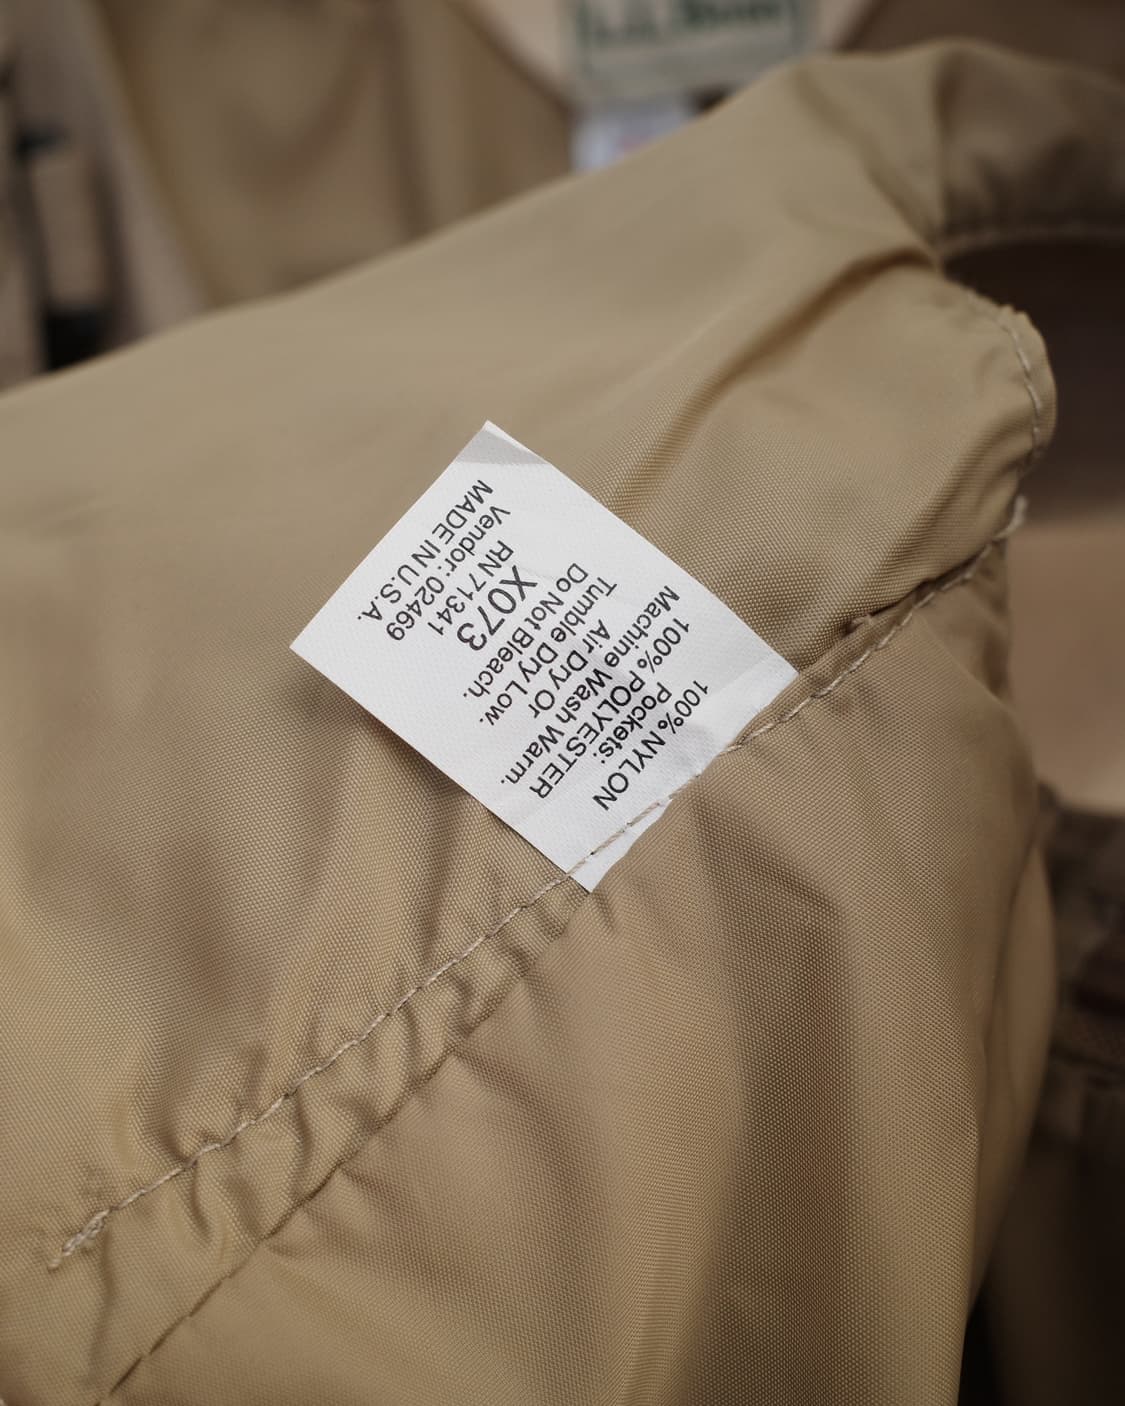 L.L.Bean
100% NYLON
Pockets:
100% POLYESTER
Machine Wash Warm.
Air Dry Or
Tumble Dry Low.
Do Not Bleach.
X073
RN 71341
Vendor: 02469
MADE IN U.S.A.